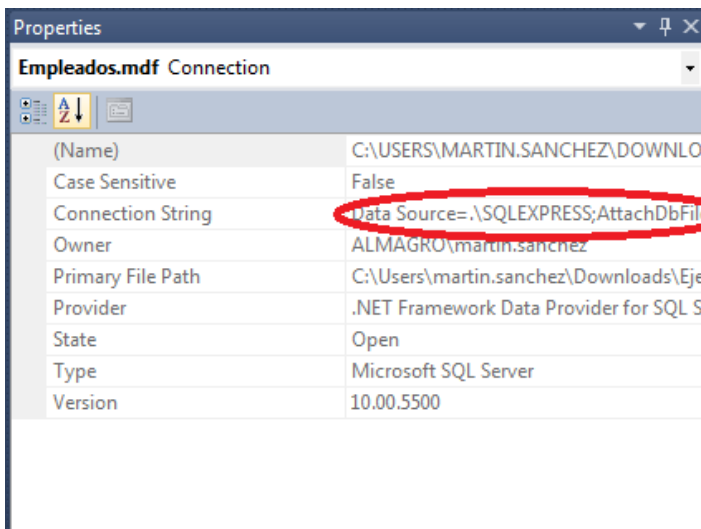 Properties
Empleados.mdf Connection
(Name) C:\USERS\MARTIN.SANCHEZ\DOWNLO
Case Sensitive False
Connection String Data Source=.\SQLEXPRESS;AttachDbFil
Owner ALMAGRO\martin.sanchez
Primary File Path C:\Users\martin.sanchez\Downloads\Eje
Provider .NET Framework Data Provider for SQL S
State Open
Type Microsoft SQL Server
Version 10.00.5500